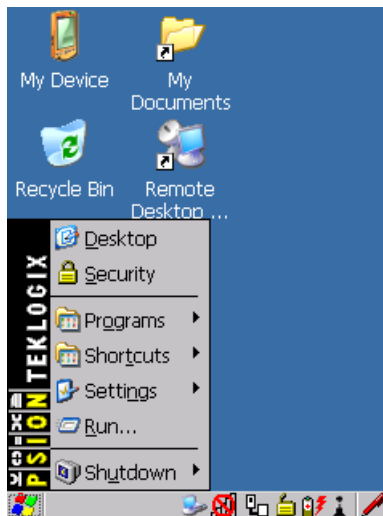 My Device
My
Documents
Recycle Bin
Remote
Desktop ...
Desktop
Security
Programs
Shortcuts
Settings
Run...
Shutdown
PSION TEKLOGIX